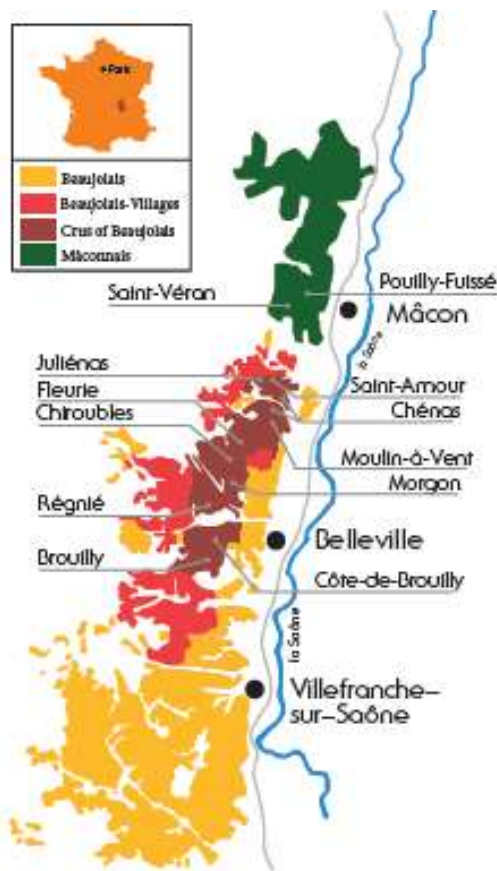 Paris
Beaujolais
Beaujolais-Villages
Crus of Beaujolais
Mâconnais
Saint-Véran
Pouilly-Fuissé
Mâcon
la Saône
Juliénas
Fleurie
Chiroubles
Saint-Amour
Chénas
Moulin-à-Vent
Morgon
Régnié
Belleville
Brouilly
Côte-de-Brouilly
la Saône
Villefranche-
sur-Saône